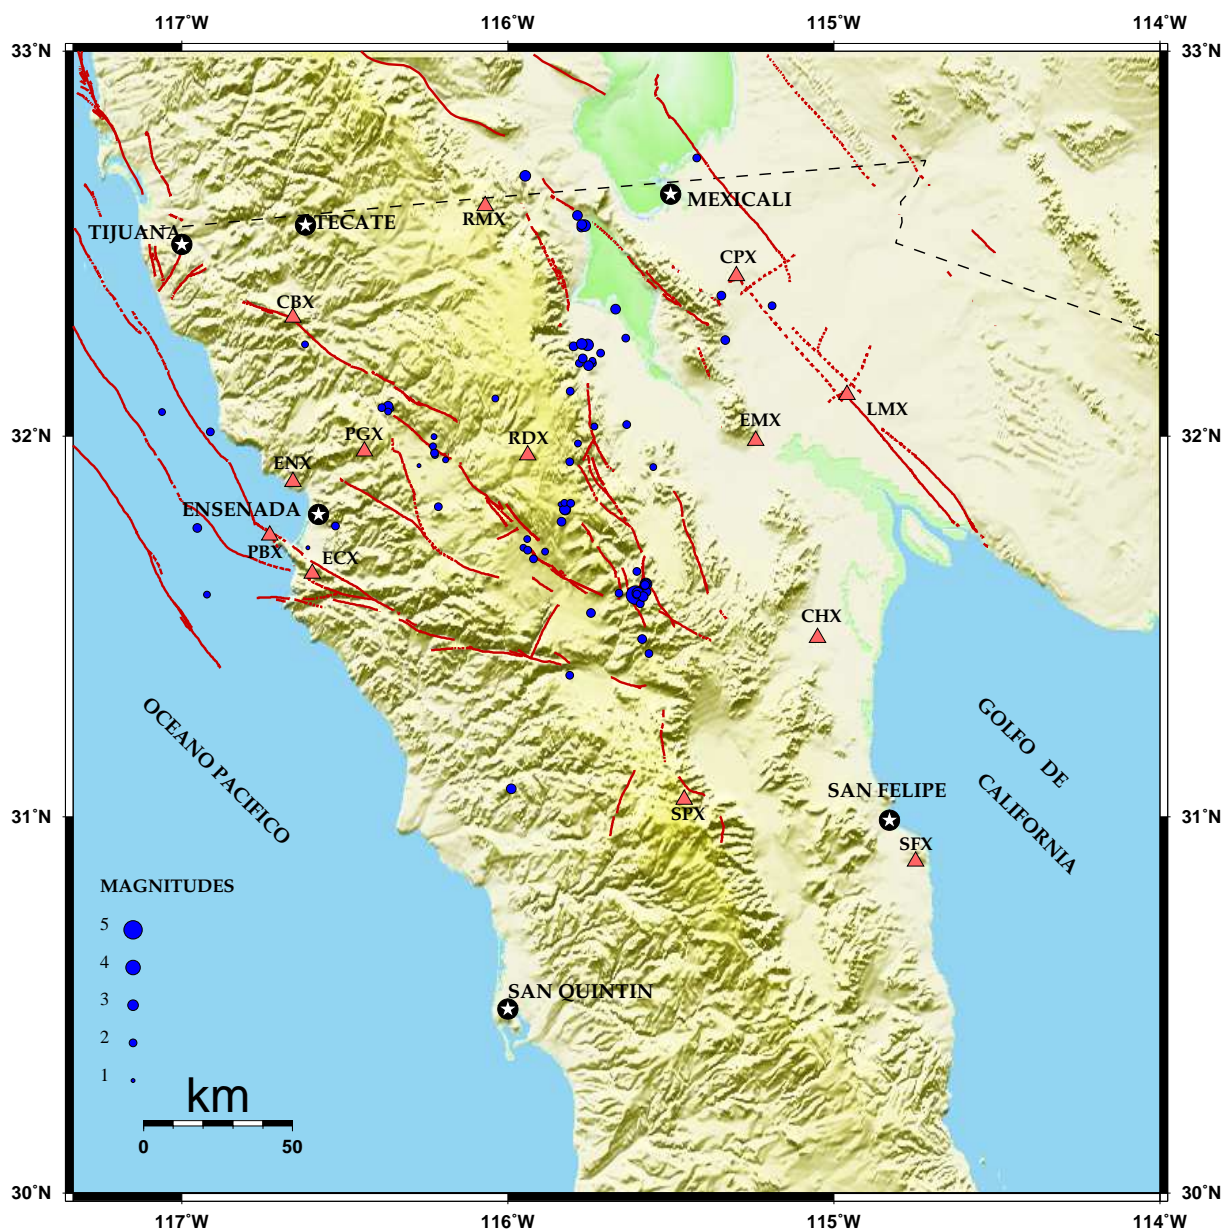 117°W
116°W
115°W
114°W
33°N
33°N
MEXICALI
RMX
TECATE
TIJUANA
CPX
CBX
LMX
EMX
32°N
32°N
PGX
RDX
ENX
ENSENADA
PBX
ECX
CHX
OCEANO PACIFICO
GOLFO DE
CALIFORNIA
SAN FELIPE
SPX
31°N
31°N
SFX
MAGNITUDES
5
4
3
2
1
SAN QUINTIN
km
0
50
30°N
30°N
117°W
116°W
115°W
114°W